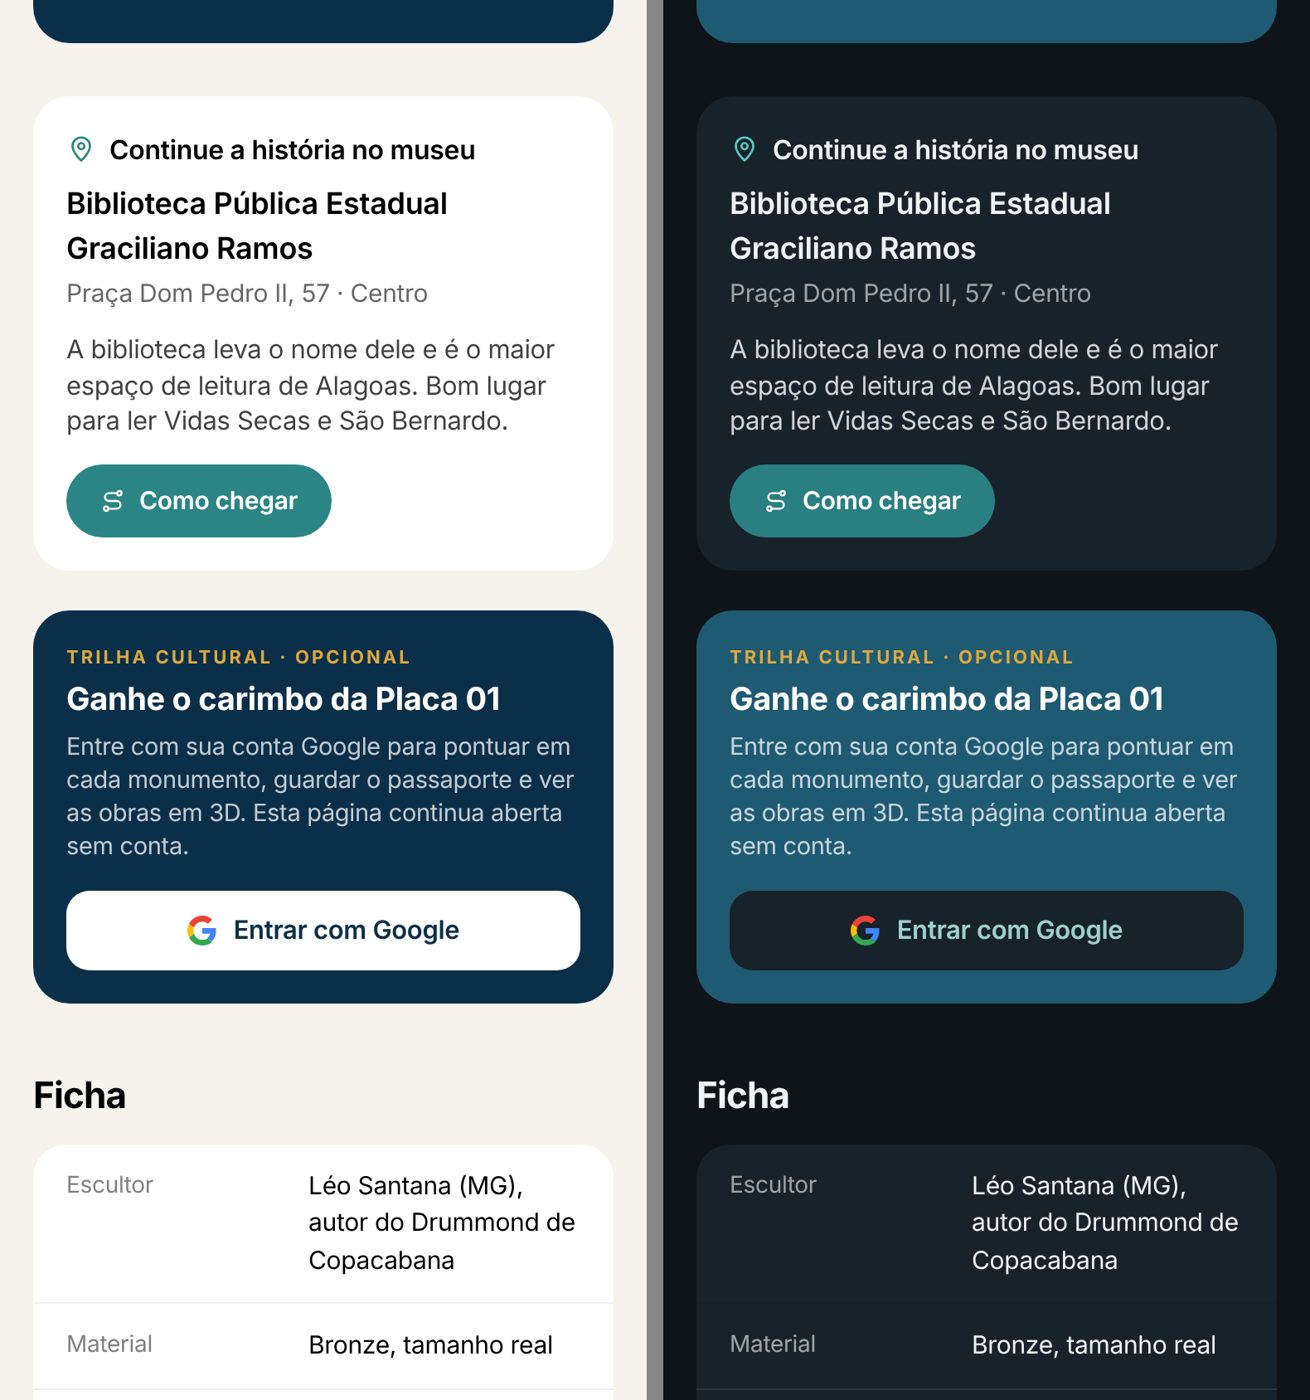 Continue a história no museu
Biblioteca Pública Estadual
Graciliano Ramos
Praça Dom Pedro II, 57 · Centro
A biblioteca leva o nome dele e é o maior
espaço de leitura de Alagoas. Bom lugar
para ler Vidas Secas e São Bernardo.
Como chegar
TRILHA CULTURAL · OPCIONAL
Ganhe o carimbo da Placa 01
Entre com sua conta Google para pontuar em
cada monumento, guardar o passaporte e ver
as obras em 3D. Esta página continua aberta
sem conta.
Entrar com Google
Ficha
Escultor
Léo Santana (MG),
autor do Drummond de
Copacabana
Material
Bronze, tamanho real
Continue a história no museu
Biblioteca Pública Estadual
Graciliano Ramos
Praça Dom Pedro II, 57 · Centro
A biblioteca leva o nome dele e é o maior
espaço de leitura de Alagoas. Bom lugar
para ler Vidas Secas e São Bernardo.
Como chegar
TRILHA CULTURAL · OPCIONAL
Ganhe o carimbo da Placa 01
Entre com sua conta Google para pontuar em
cada monumento, guardar o passaporte e ver
as obras em 3D. Esta página continua aberta
sem conta.
Entrar com Google
Ficha
Escultor
Léo Santana (MG),
autor do Drummond de
Copacabana
Material
Bronze, tamanho real